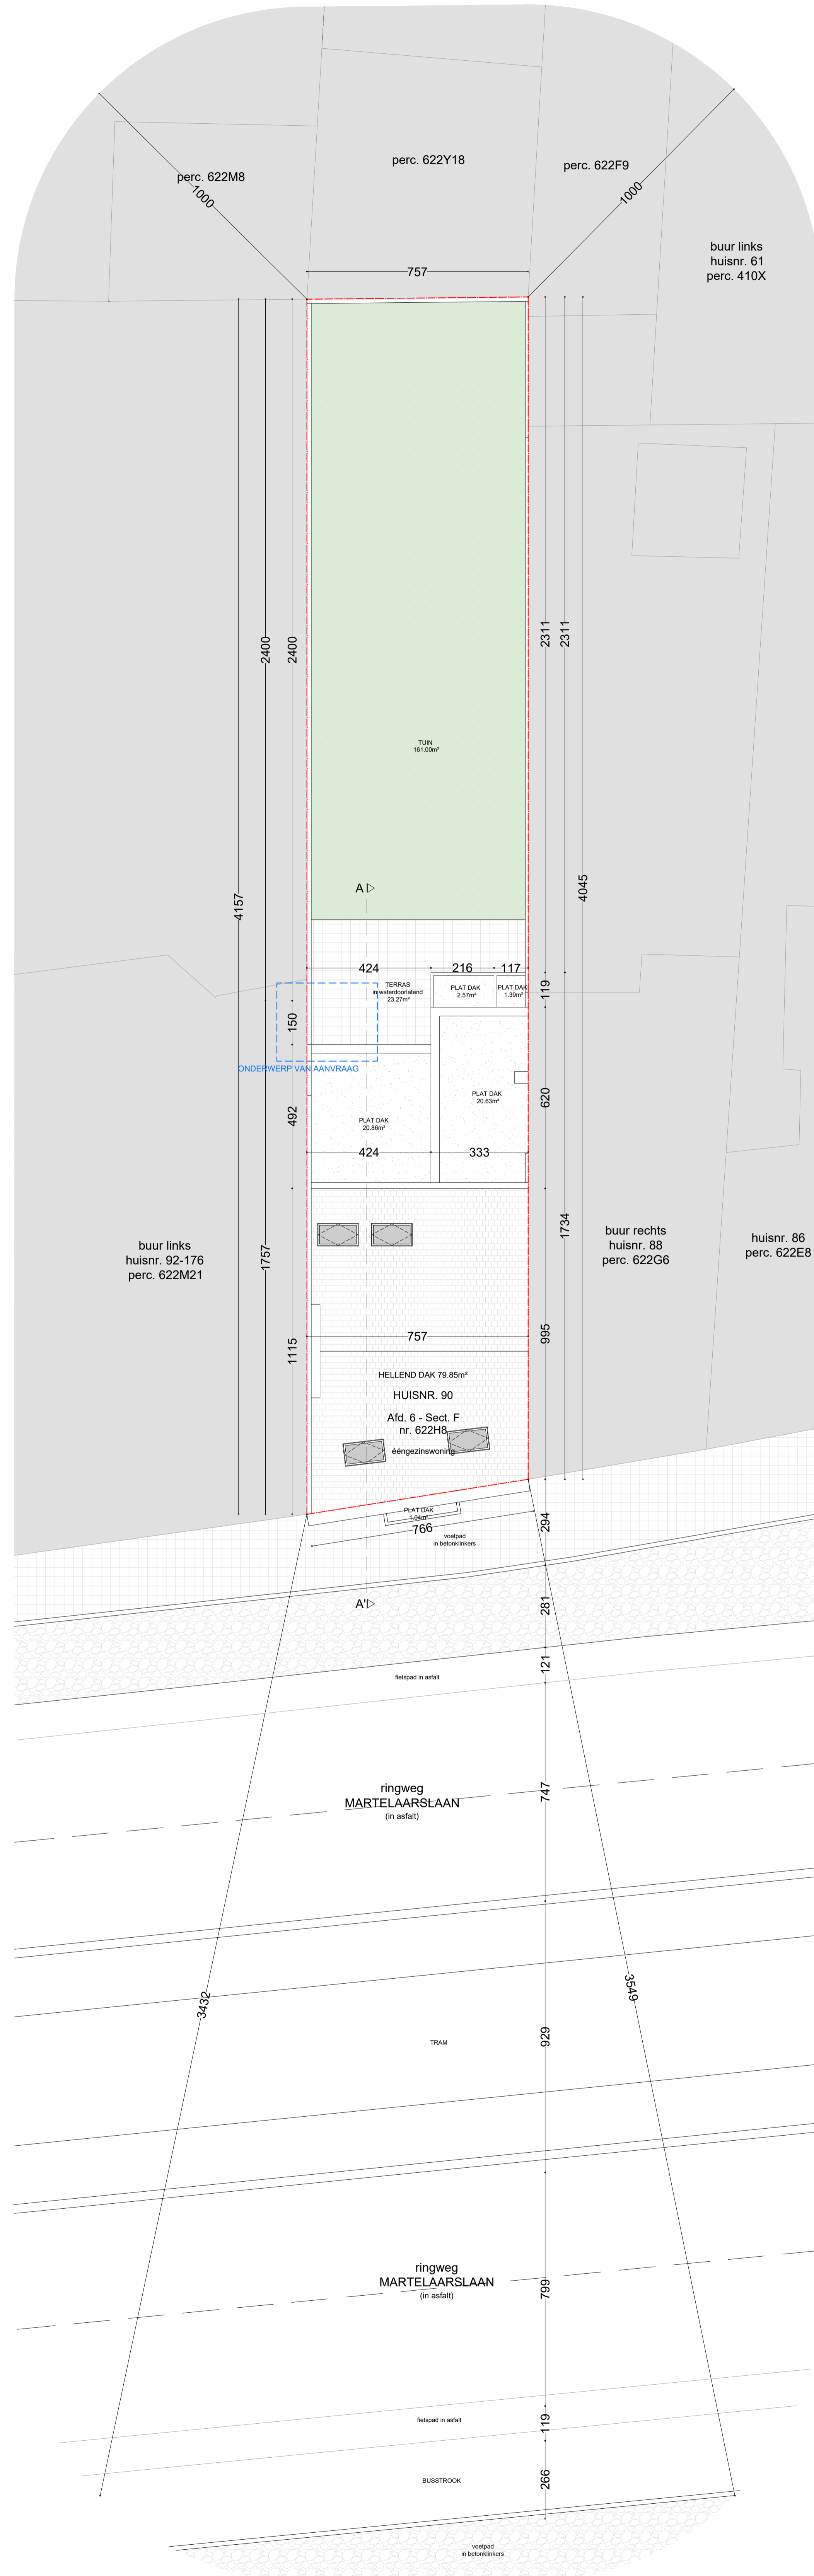 perc. 622Y18
perc. 622F9
perc. 622M8
1000
1000
buur links
huisnr. 61
perc. 410X
757
2400
2400
2311
2311
TUIN
161.00m²
A
4157
4045
424
216
117
TERRAS
in waterdoorlatend
23.27m²
PLAT DAK
2.57m²
PLAT DAK
1.39m²
119
150
ONDERWERP VAN AANVRAAG
492
PLAT DAK
20.86m²
PLAT DAK
20.63m²
620
424
333
buur links
huisnr. 92-176
perc. 622M21
1757
1734
buur rechts
huisnr. 88
perc. 622G6
huisnr. 86
perc. 622E8
1115
757
995
HELLEND DAK 79.85m²
HUISNR. 90
Afd. 6 - Sect. F
nr. 622H8
ééngezinswoning
PLAT DAK
1.04m²
766
voetpad
in betonklinkers
294
A'
281
121
fietspad in asfalt
ringweg
MARTELAARSLAAN
(in asfalt)
747
3432
3549
TRAM
929
ringweg
MARTELAARSLAAN
(in asfalt)
799
fietspad in asfalt
119
BUSSTROOK
266
voetpad
in betonklinkers